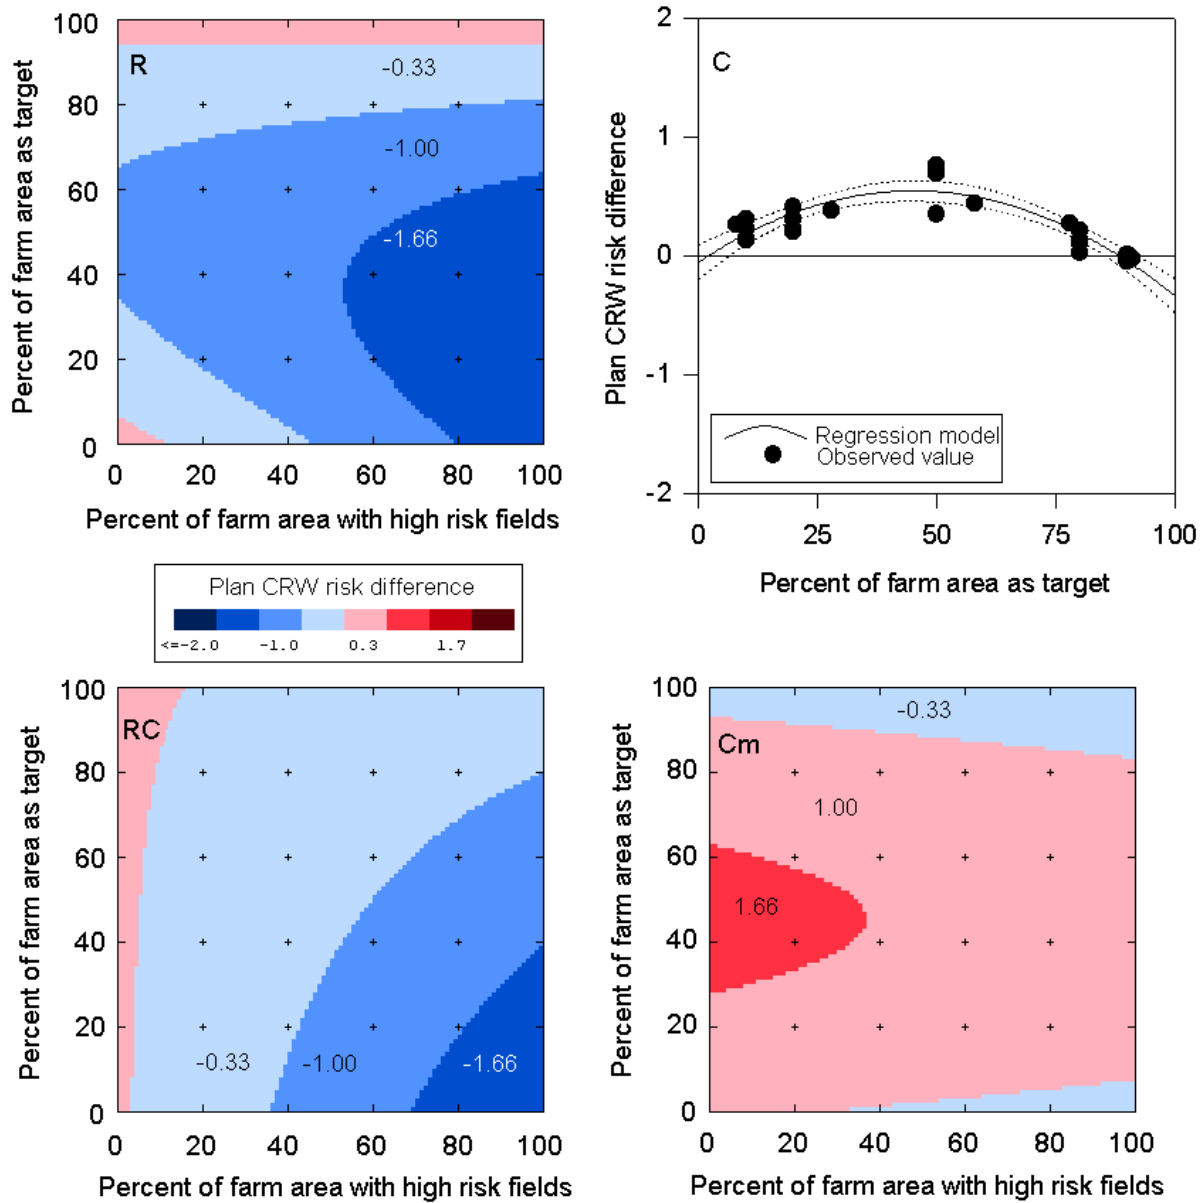 R
-0.33
-1.00
-1.66
100
80
60
40
20
0
Percent of farm area as target
0 20 40 60 80 100
Percent of farm area with high risk fields
C
2
1
0
-1
-2
Plan CRW risk difference
Regression model
Observed value
0 25 50 75 100
Percent of farm area as target
Plan CRW risk difference
<=-2.0 -1.0 0.3 1.7
RC
-0.33
-1.00
-1.66
100
80
60
40
20
0
Percent of farm area as target
0 20 40 60 80 100
Percent of farm area with high risk fields
Cm
-0.33
1.00
1.66
100
80
60
40
20
0
Percent of farm area as target
0 20 40 60 80 100
Percent of farm area with high risk fields